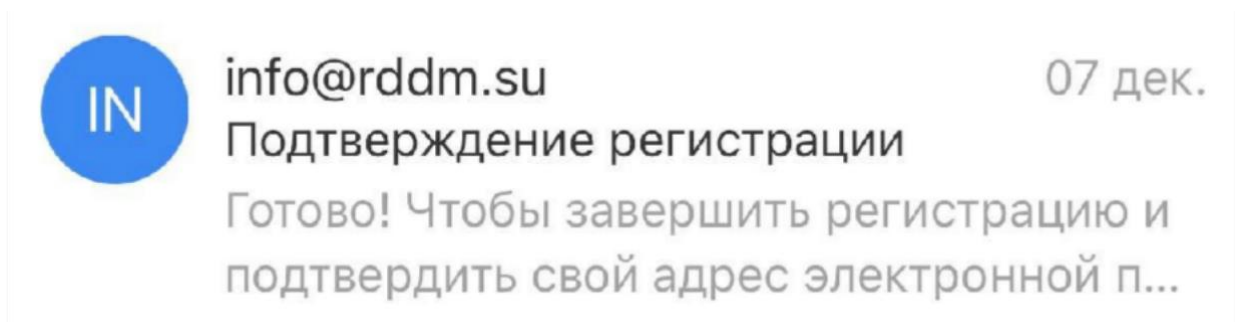 IN
info@rddm.su
07 дек.
Подтверждение регистрации
Готово! Чтобы завершить регистрацию и
подтвердить свой адрес электронной п...